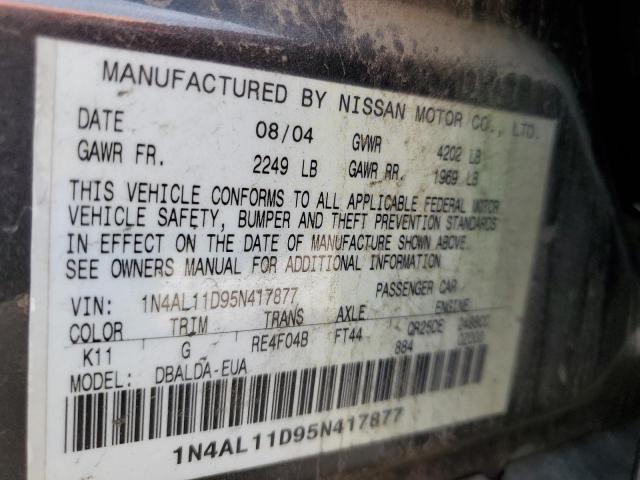 MANUFACTURED BY NISSAN MOTOR CO., LTD.
DATE 08/04 GVWR 4202 LB
GAWR FR. 2249 LB GAWR RR. 1969 LB
THIS VEHICLE CONFORMS TO ALL APPLICABLE FEDERAL MOTOR
VEHICLE SAFETY, BUMPER AND THEFT PREVENTION STANDARDS
IN EFFECT ON THE DATE OF MANUFACTURE SHOWN ABOVE.
SEE OWNERS MANUAL FOR ADDITIONAL INFORMATION.
VIN: 1N4AL11D95N417877 PASSENGER CAR
COLOR TRIM TRANS AXLE ENGINE
K11 G RE4F04B FT44 QR25DE 2488CC
884
MODEL: DBALDA-EUA
1N4AL11D95N417877